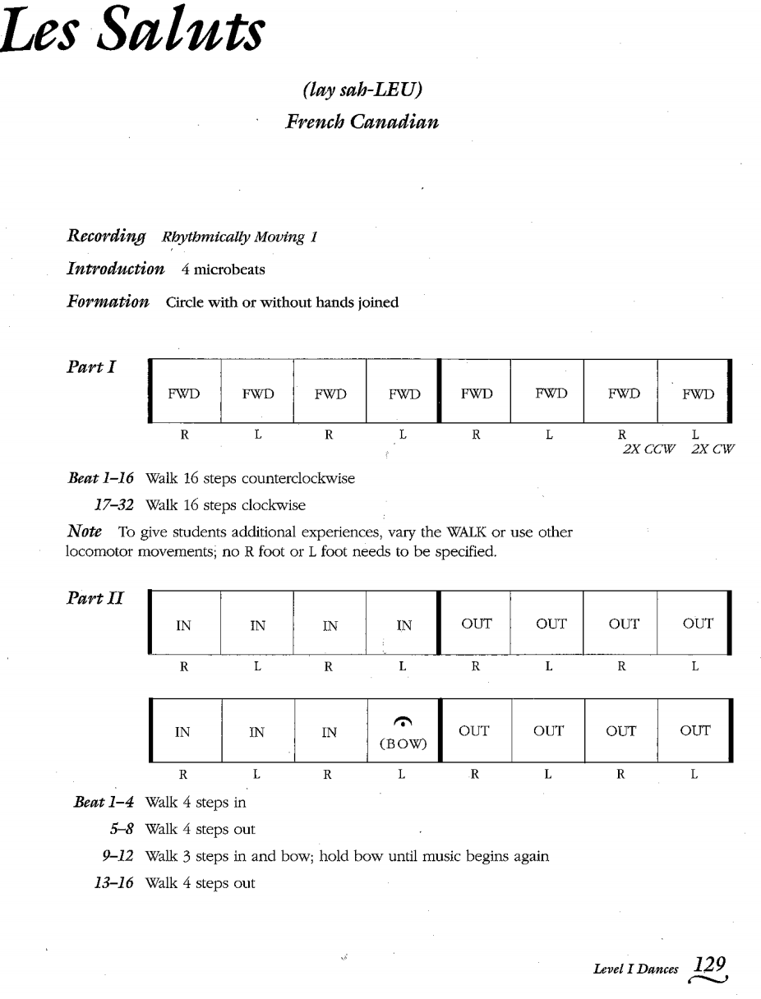 Les Saluts
(lay sah-LEU)
French Canadian
Recording Rhythmically Moving 1
Introduction 4 microbeats
Formation Circle with or without hands joined
Part I
FWD FWD FWD FWD FWD FWD FWD FWD
R L R L R L R L
2X CCW 2X CW
Beat 1–16 Walk 16 steps counterclockwise
17–32 Walk 16 steps clockwise
Note To give students additional experiences, vary the WALK or use other
locomotor movements; no R foot or L foot needs to be specified.
Part II
IN IN IN IN OUT OUT OUT OUT
R L R L R L R L
IN IN IN (BOW) OUT OUT OUT OUT
R L R L R L R L
Beat 1–4 Walk 4 steps in
5–8 Walk 4 steps out
9–12 Walk 3 steps in and bow; hold bow until music begins again
13–16 Walk 4 steps out
Level I Dances 129